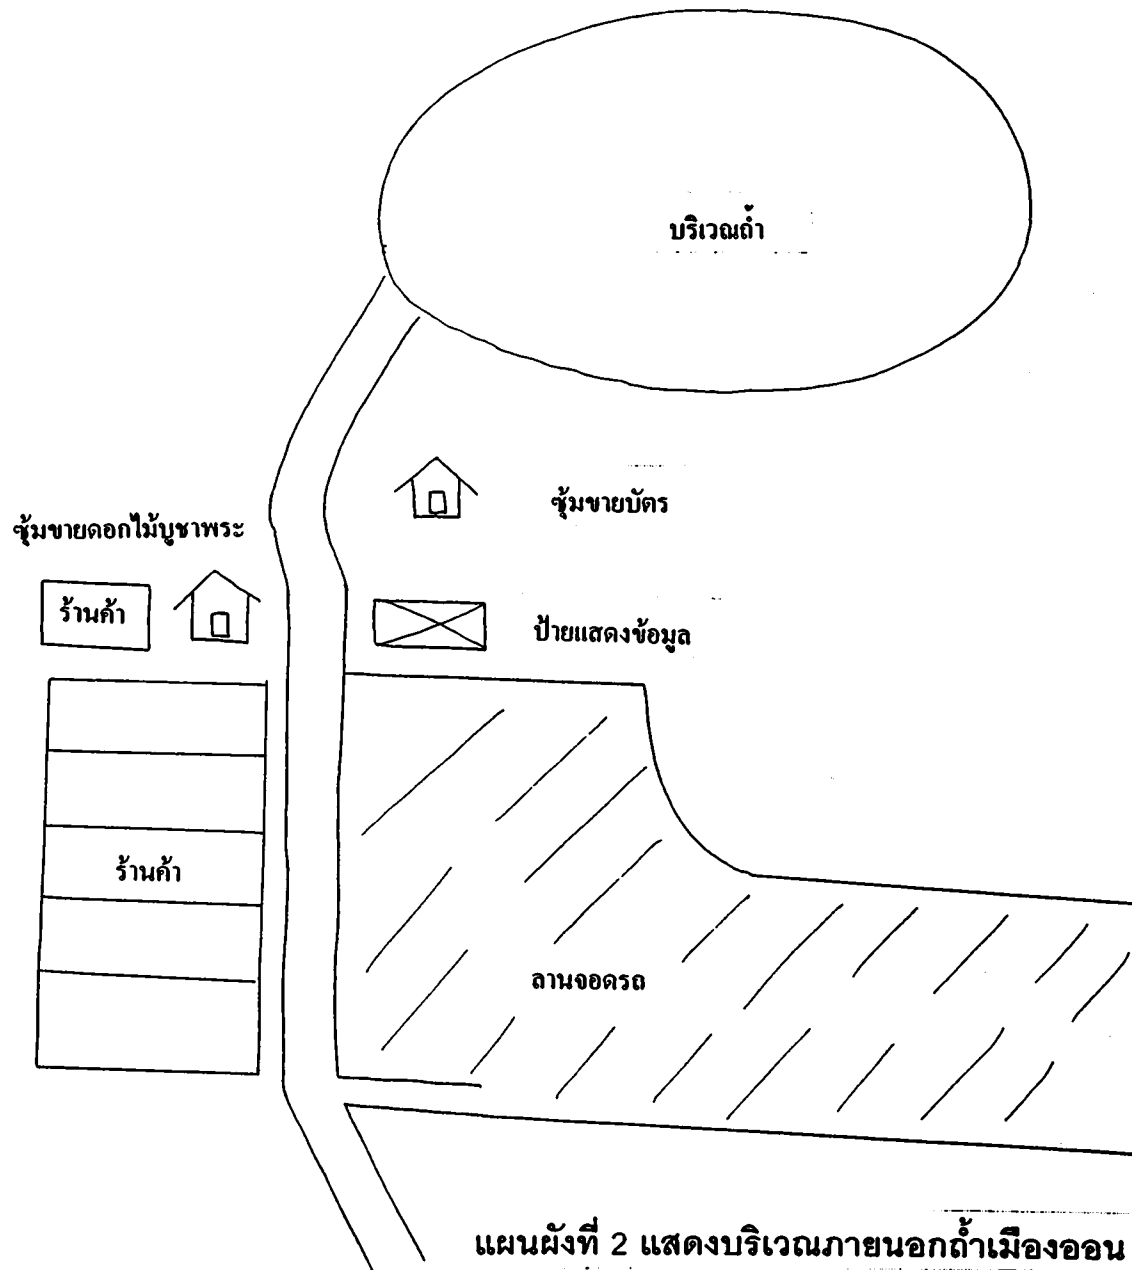 บริเวณถ้ำ
ซุ้มขายบัตร
ซุ้มขายดอกไม้บูชาพระ
ร้านค้า
ป้ายแสดงข้อมูล
ร้านค้า
ลานจอดรถ
แผนผังที่ 2 แสดงบริเวณภายนอกถ้ำเมืองออน